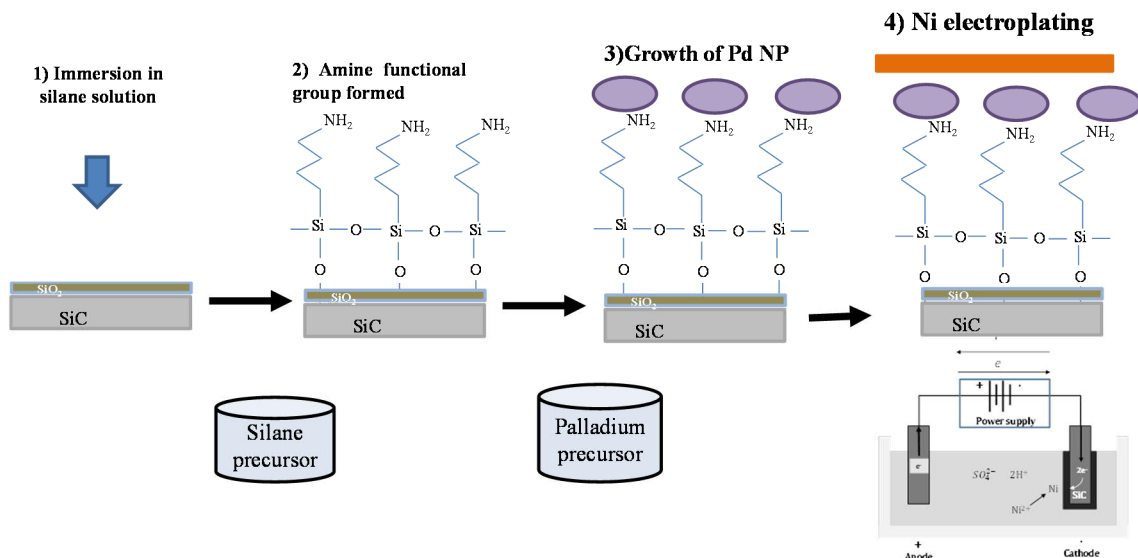 1) Immersion in
silane solution
2) Amine functional
group formed
3)Growth of Pd NP
4) Ni electroplating
NH2
NH2
NH2
Si
O
Si
O
Si
O
O
O
SiO2
SiC
SiO2
SiC
NH2
NH2
NH2
Si
O
Si
O
Si
O
O
O
SiO2
SiC
NH2
NH2
NH2
Si
O
Si
O
Si
O
O
O
SiO2
SiC
Silane
precursor
Palladium
precursor
e
+
Power supply
e-
SO4^2-
2H+
Ni
Ni2+
2e-
SiC
+
-
Anode
Cathode